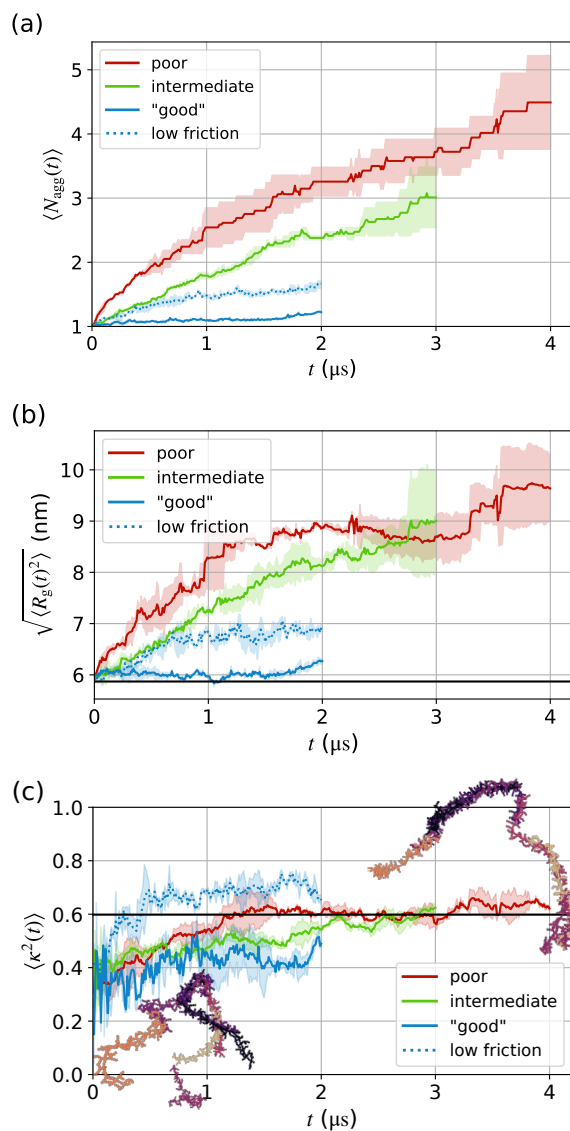 (a)
5
4
3
2
1
⟨N_agg(t)⟩
poor
intermediate
"good"
low friction
0 1 2 3 4
t (μs)
(b)
10
9
8
7
6
√⟨R_g(t)²⟩ (nm)
poor
intermediate
"good"
low friction
0 1 2 3 4
t (μs)
(c)
1.0
0.8
0.6
0.4
0.2
0.0
⟨κ²(t)⟩
poor
intermediate
"good"
low friction
0 1 2 3 4
t (μs)